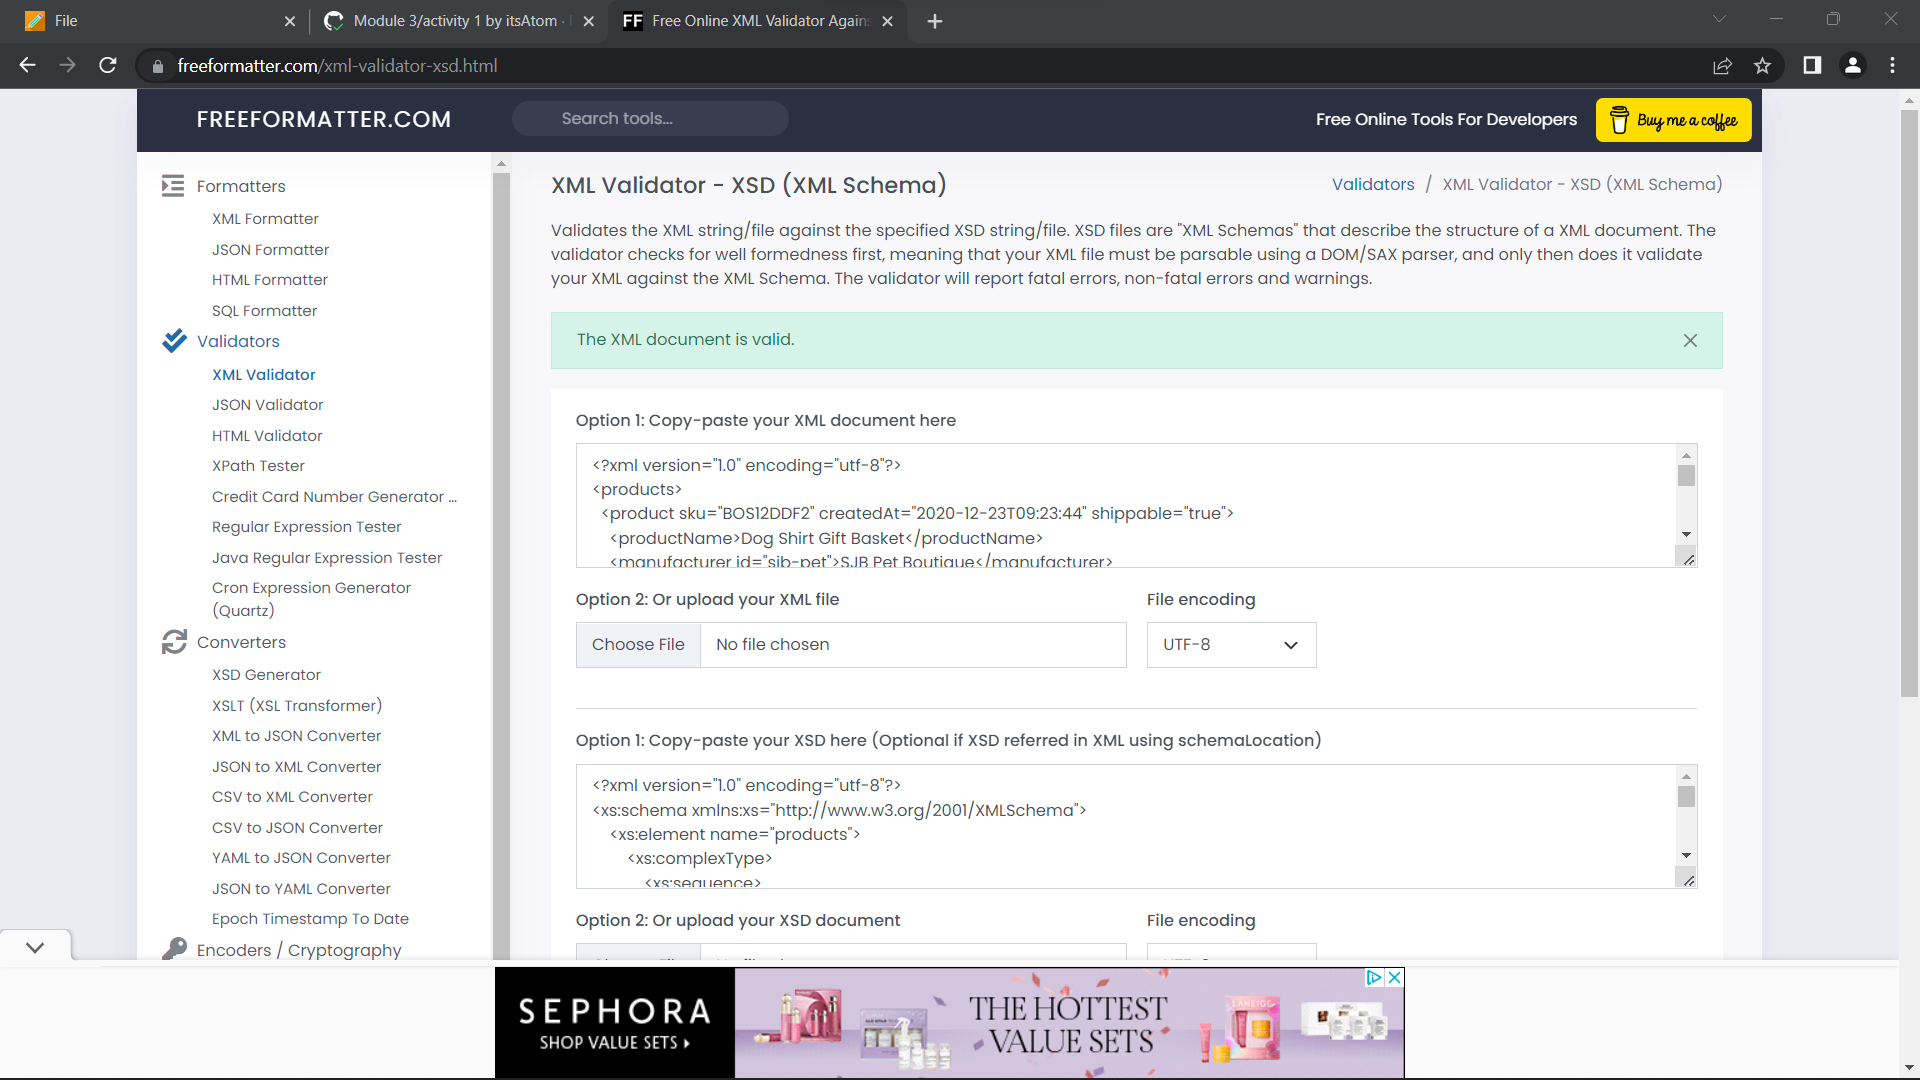 File
Module 3/activity 1 by itsAtom ·
Free Online XML Validator Again
freeformatter.com/xml-validator-xsd.html
FREEFORMATTER.COM
Search tools...
Free Online Tools For Developers
Buy me a coffee
Formatters
XML Formatter
JSON Formatter
HTML Formatter
SQL Formatter
Validators
XML Validator
JSON Validator
HTML Validator
XPath Tester
Credit Card Number Generator ...
Regular Expression Tester
Java Regular Expression Tester
Cron Expression Generator
(Quartz)
Converters
XSD Generator
XSLT (XSL Transformer)
XML to JSON Converter
JSON to XML Converter
CSV to XML Converter
CSV to JSON Converter
YAML to JSON Converter
JSON to YAML Converter
Epoch Timestamp To Date
Encoders / Cryptography
XML Validator - XSD (XML Schema)
Validators / XML Validator - XSD (XML Schema)
Validates the XML string/file against the specified XSD string/file. XSD files are "XML Schemas" that describe the structure of a XML document. The
validator checks for well formedness first, meaning that your XML file must be parsable using a DOM/SAX parser, and only then does it validate
your XML against the XML Schema. The validator will report fatal errors, non-fatal errors and warnings.
The XML document is valid.
Option 1: Copy-paste your XML document here
<?xml version="1.0" encoding="utf-8"?>
<products>
<product sku="BOS12DDF2" createdAt="2020-12-23T09:23:44" shippable="true">
<productName>Dog Shirt Gift Basket</productName>
<manufacturer id="sjb-pet">SJB Pet Boutique</manufacturer>
Option 2: Or upload your XML file
File encoding
Choose File
No file chosen
UTF-8
Option 1: Copy-paste your XSD here (Optional if XSD referred in XML using schemaLocation)
<?xml version="1.0" encoding="utf-8"?>
<xs:schema xmlns:xs="http://www.w3.org/2001/XMLSchema">
<xs:element name="products">
<xs:complexType>
<xs:sequence>
Option 2: Or upload your XSD document
File encoding
SEPHORA
SHOP VALUE SETS
THE HOTTEST
VALUE SETS
LANEIGE